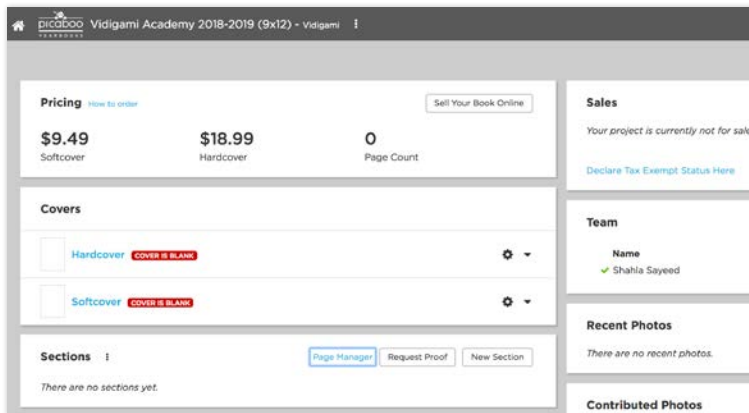 picaboo
YEARBOOKS
Vidigami Academy 2018-2019 (9x12) - Vidigami
Pricing How to order
Sell Your Book Online
$9.49
$18.99
0
Softcover
Hardcover
Page Count
Covers
Hardcover COVER IS BLANK
Softcover COVER IS BLANK
Sections
Page Manager
Request Proof
New Section
There are no sections yet.
Sales
Your project is currently not for sale
Declare Tax Exempt Status Here
Team
Name
Shahla Sayeed
Recent Photos
There are no recent photos.
Contributed Photos